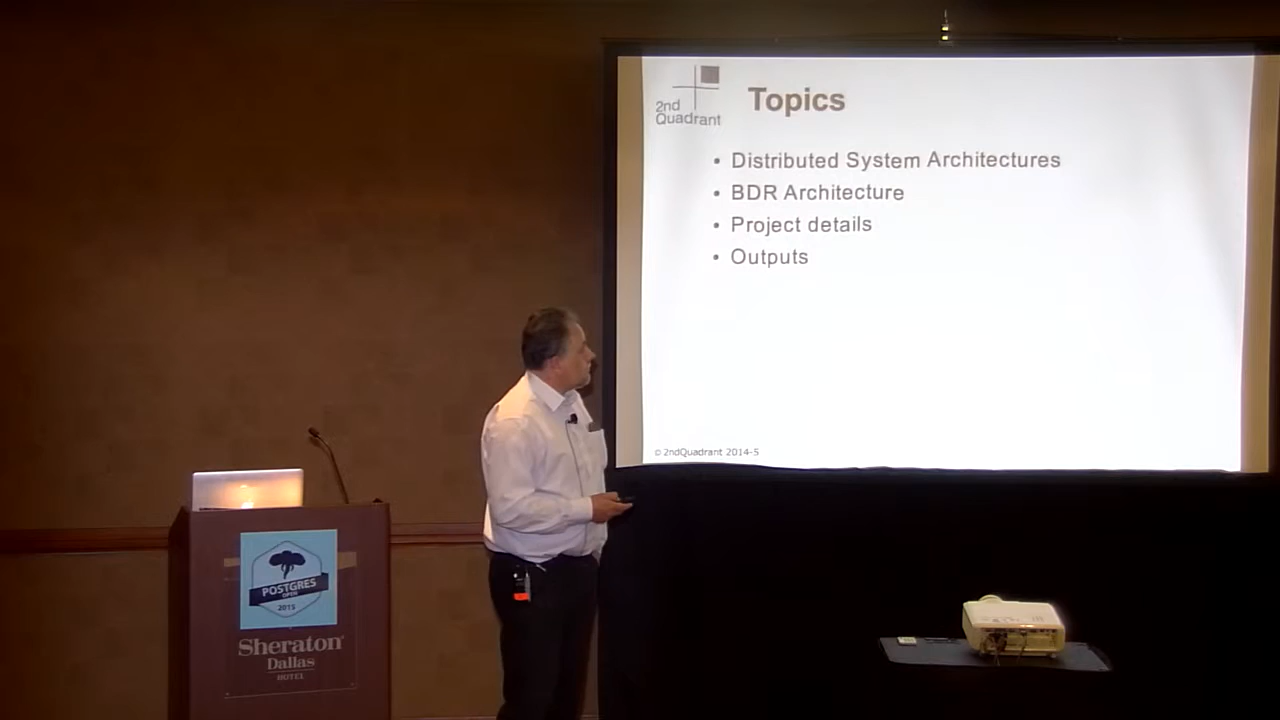 2nd
Quadrant
Topics
• Distributed System Architectures
• BDR Architecture
• Project details
• Outputs
© 2ndQuadrant 2014-5
POSTGRES
OPEN
2015
Sheraton
Dallas
HOTEL